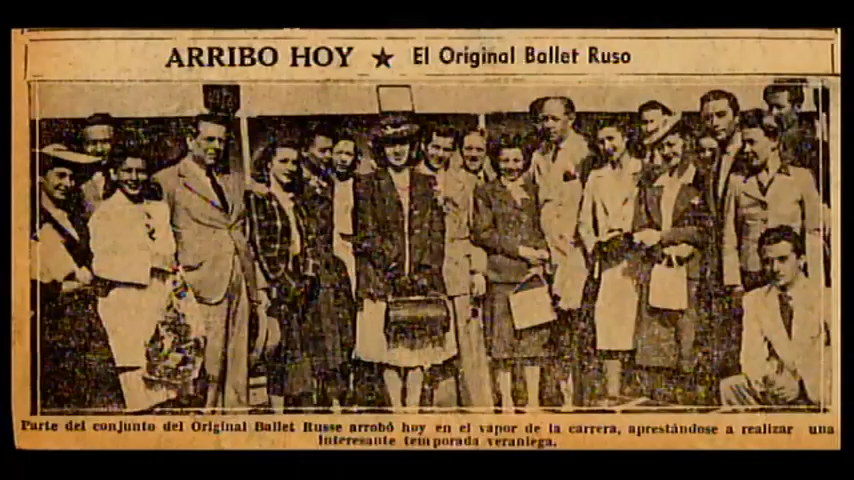 ARRIBO HOY ★ El Original Ballet Ruso
Parte del conjunto del Original Ballet Russe arrobó hoy en el vapor de la carrera, aprestándose a realizar una
interesante temporada veraniega.